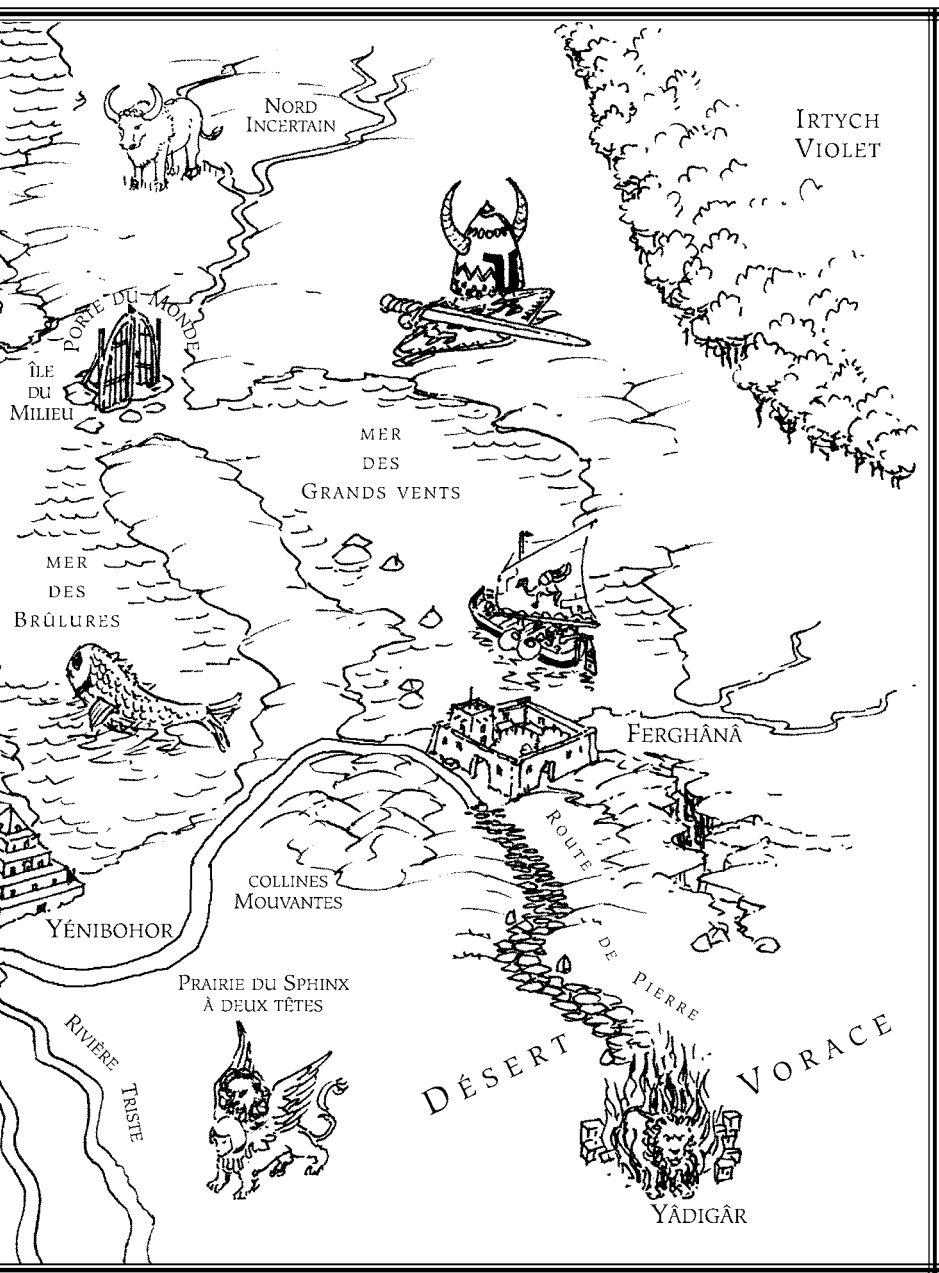 NORD
INCERTAIN
IRTYCH
VIOLET
PORTE DU MONDE
ÎLE
DU
MILIEU
MER
DES
GRANDS VENTS
MER
DES
BRÛLURES
FERGHÂNÂ
ROUTE DE PIERRE
COLLINES
MOUVANTES
YÉNIBOHOR
PRAIRIE DU SPHINX
À DEUX TÊTES
RIVIÈRE TRISTE
DÉSERT VORACE
YÂDIGÂR